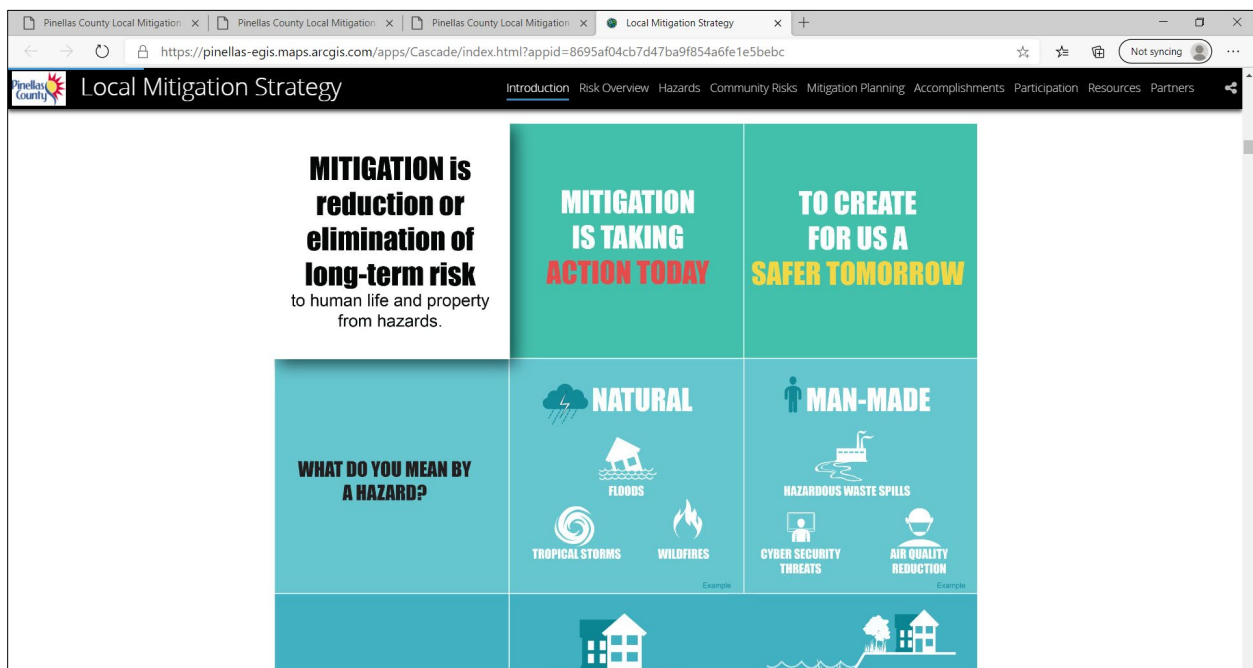 Pinellas County Local Mitigation
Pinellas County Local Mitigation
Pinellas County Local Mitigation
Local Mitigation Strategy
https://pinellas-egis.maps.arcgis.com/apps/Cascade/index.html?appid=8695af04cb7d47ba9f854a6fe1e5bebc
Not syncing
Pinellas
County
Local Mitigation Strategy
Introduction Risk Overview Hazards Community Risks Mitigation Planning Accomplishments Participation Resources Partners
MITIGATION is
reduction or
elimination of
long-term risk
to human life and property
from hazards.
MITIGATION
IS TAKING
ACTION TODAY
TO CREATE
FOR US A
SAFER TOMORROW
WHAT DO YOU MEAN BY
A HAZARD?
NATURAL
FLOODS
TROPICAL STORMS
WILDFIRES
Example
MAN-MADE
HAZARDOUS WASTE SPILLS
CYBER SECURITY
THREATS
AIR QUALITY
REDUCTION
Example